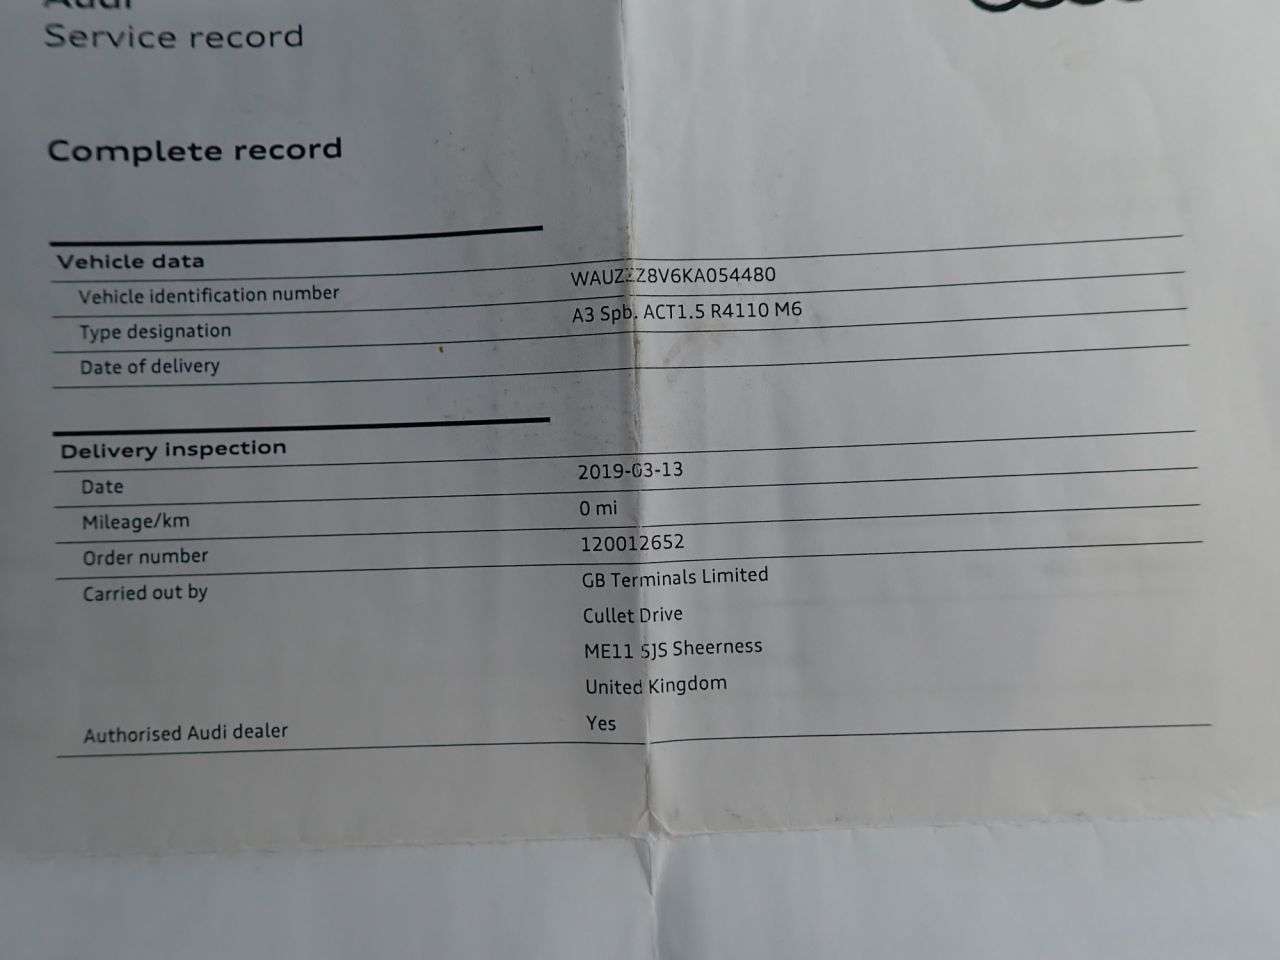 Audi
Service record
Complete record
Vehicle data
Vehicle identification number WAUZZZ8V6KA054480
Type designation A3 Spb. ACT1.5 R4110 M6
Date of delivery
Delivery inspection
Date 2019-03-13
Mileage/km 0 mi
Order number 120012652
Carried out by GB Terminals Limited
Cullet Drive
ME11 5JS Sheerness
United Kingdom
Authorised Audi dealer Yes